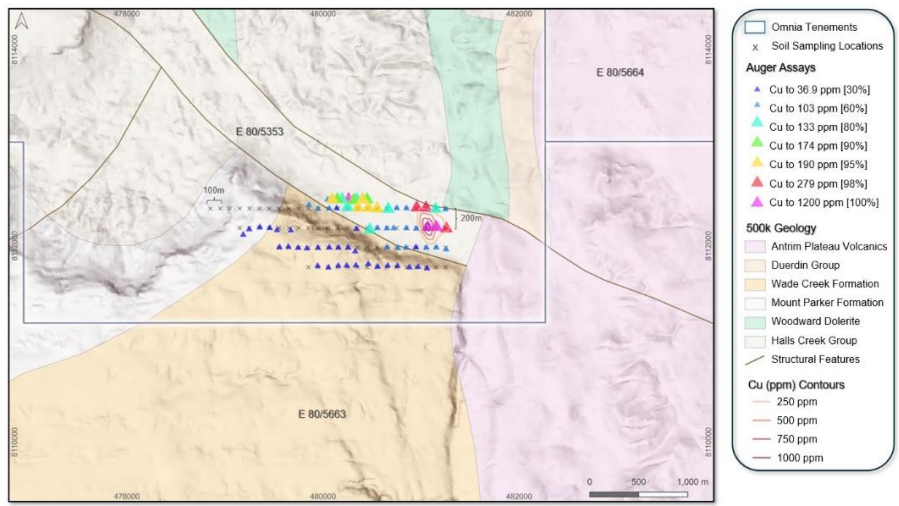 478000
480000
482000
8114000
8114000
E 80/5664
E 80/5353
100m
200m
8112000
8112000
E 80/5663
8110000
8110000
0 500 1,000 m
478000
480000
482000
Omnia Tenements
x Soil Sampling Locations
Auger Assays
Cu to 36.9 ppm [30%]
Cu to 103 ppm [60%]
Cu to 133 ppm [80%]
Cu to 174 ppm [90%]
Cu to 190 ppm [95%]
Cu to 279 ppm [98%]
Cu to 1200 ppm [100%]
500k Geology
Antrim Plateau Volcanics
Duerdin Group
Wade Creek Formation
Mount Parker Formation
Woodward Dolerite
Halls Creek Group
Structural Features
Cu (ppm) Contours
250 ppm
500 ppm
750 ppm
1000 ppm